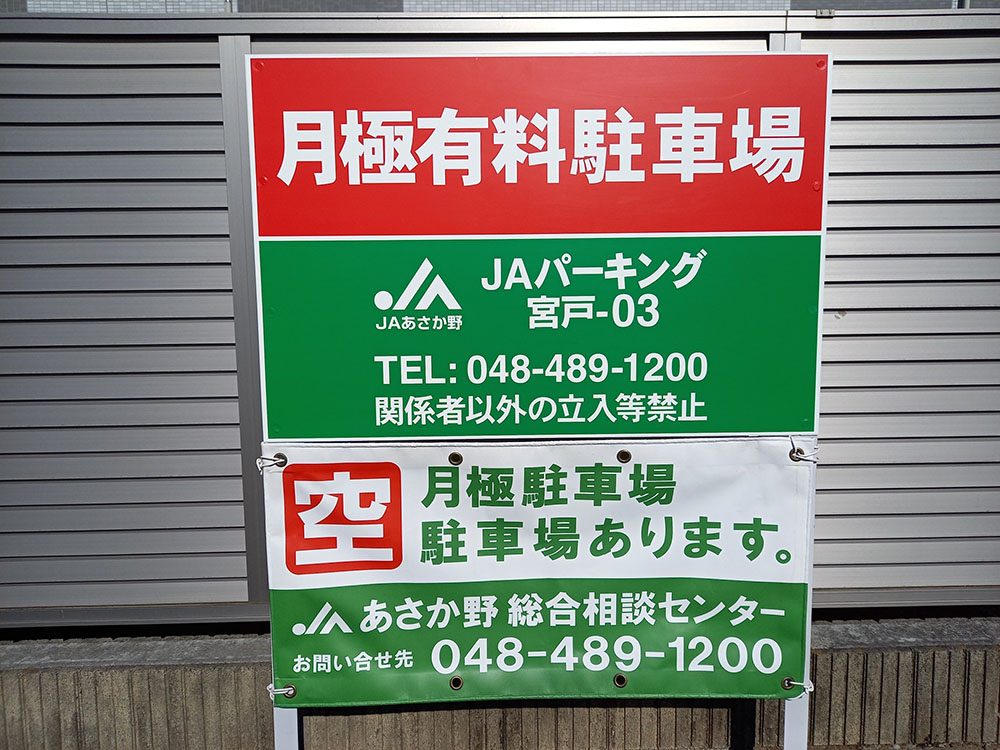 月極有料駐車場
JAあさか野
JAパーキング
宮戸-03
TEL: 048-489-1200
関係者以外の立入等禁止
空
月極駐車場
駐車場あります。
JA あさか野 総合相談センター
お問い合せ先 048-489-1200